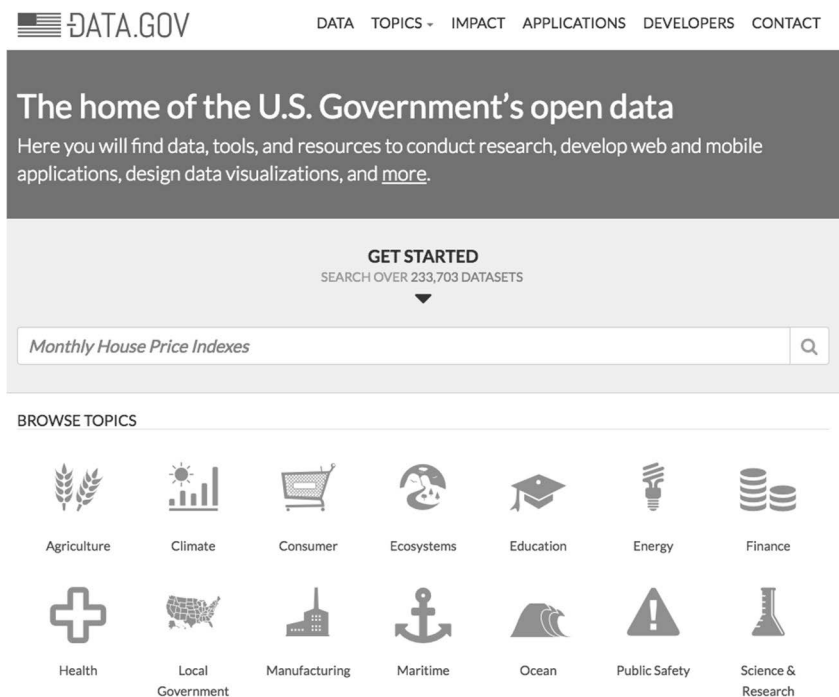 DATA.GOV
DATA TOPICS IMPACT APPLICATIONS DEVELOPERS CONTACT
The home of the U.S. Government's open data
Here you will find data, tools, and resources to conduct research, develop web and mobile
applications, design data visualizations, and more.
GET STARTED
SEARCH OVER 233,703 DATASETS
Monthly House Price Indexes
BROWSE TOPICS
Agriculture Climate Consumer Ecosystems Education Energy Finance
Health Local Manufacturing Maritime Ocean Public Safety Science &
Government Research